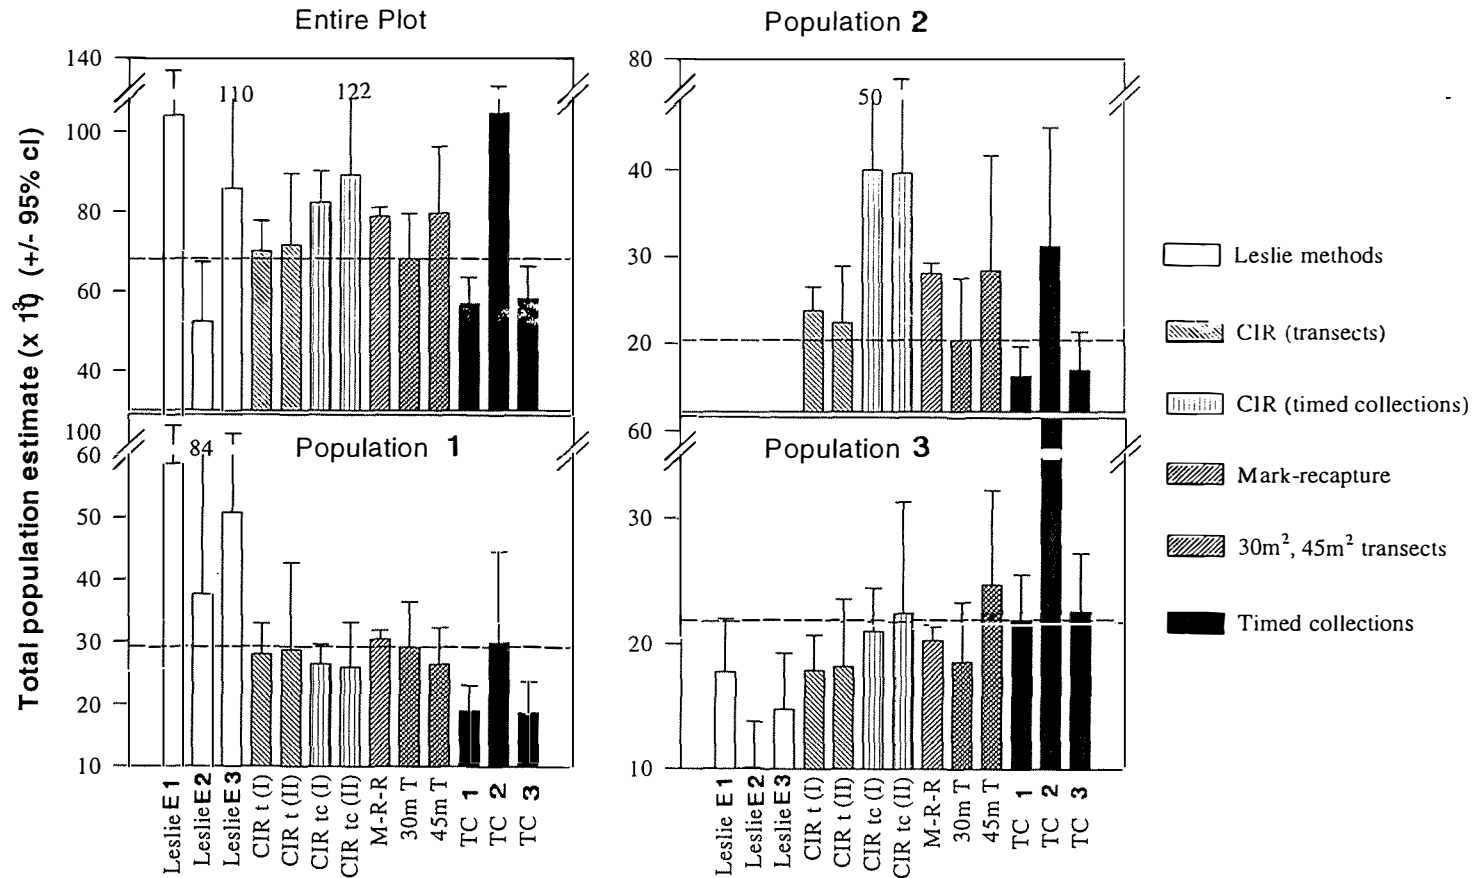 Entire Plot
Population 2
Total population estimate (x 10³) (+/- 95% cl)
140
110
122
100
80
60
40
80
50
40
30
20
100
60
84
Population 1
50
40
30
20
10
60
Population 3
30
20
10
Leslie E 1
Leslie E2
Leslie E3
CIR t (I)
CIR t (II)
CIR tc (I)
CIR tc (II)
M-R-R
30m T
45m T
TC 1
TC 2
TC 3
Leslie E 1
Leslie E 2
Leslie E 3
CIR t (I)
CIR t (II)
CIR tc (I)
CIR tc (II)
M-R-R
30m T
45m T
TC 1
TC 2
TC 3
Leslie methods
CIR (transects)
CIR (timed collections)
Mark-recapture
30m², 45m² transects
Timed collections